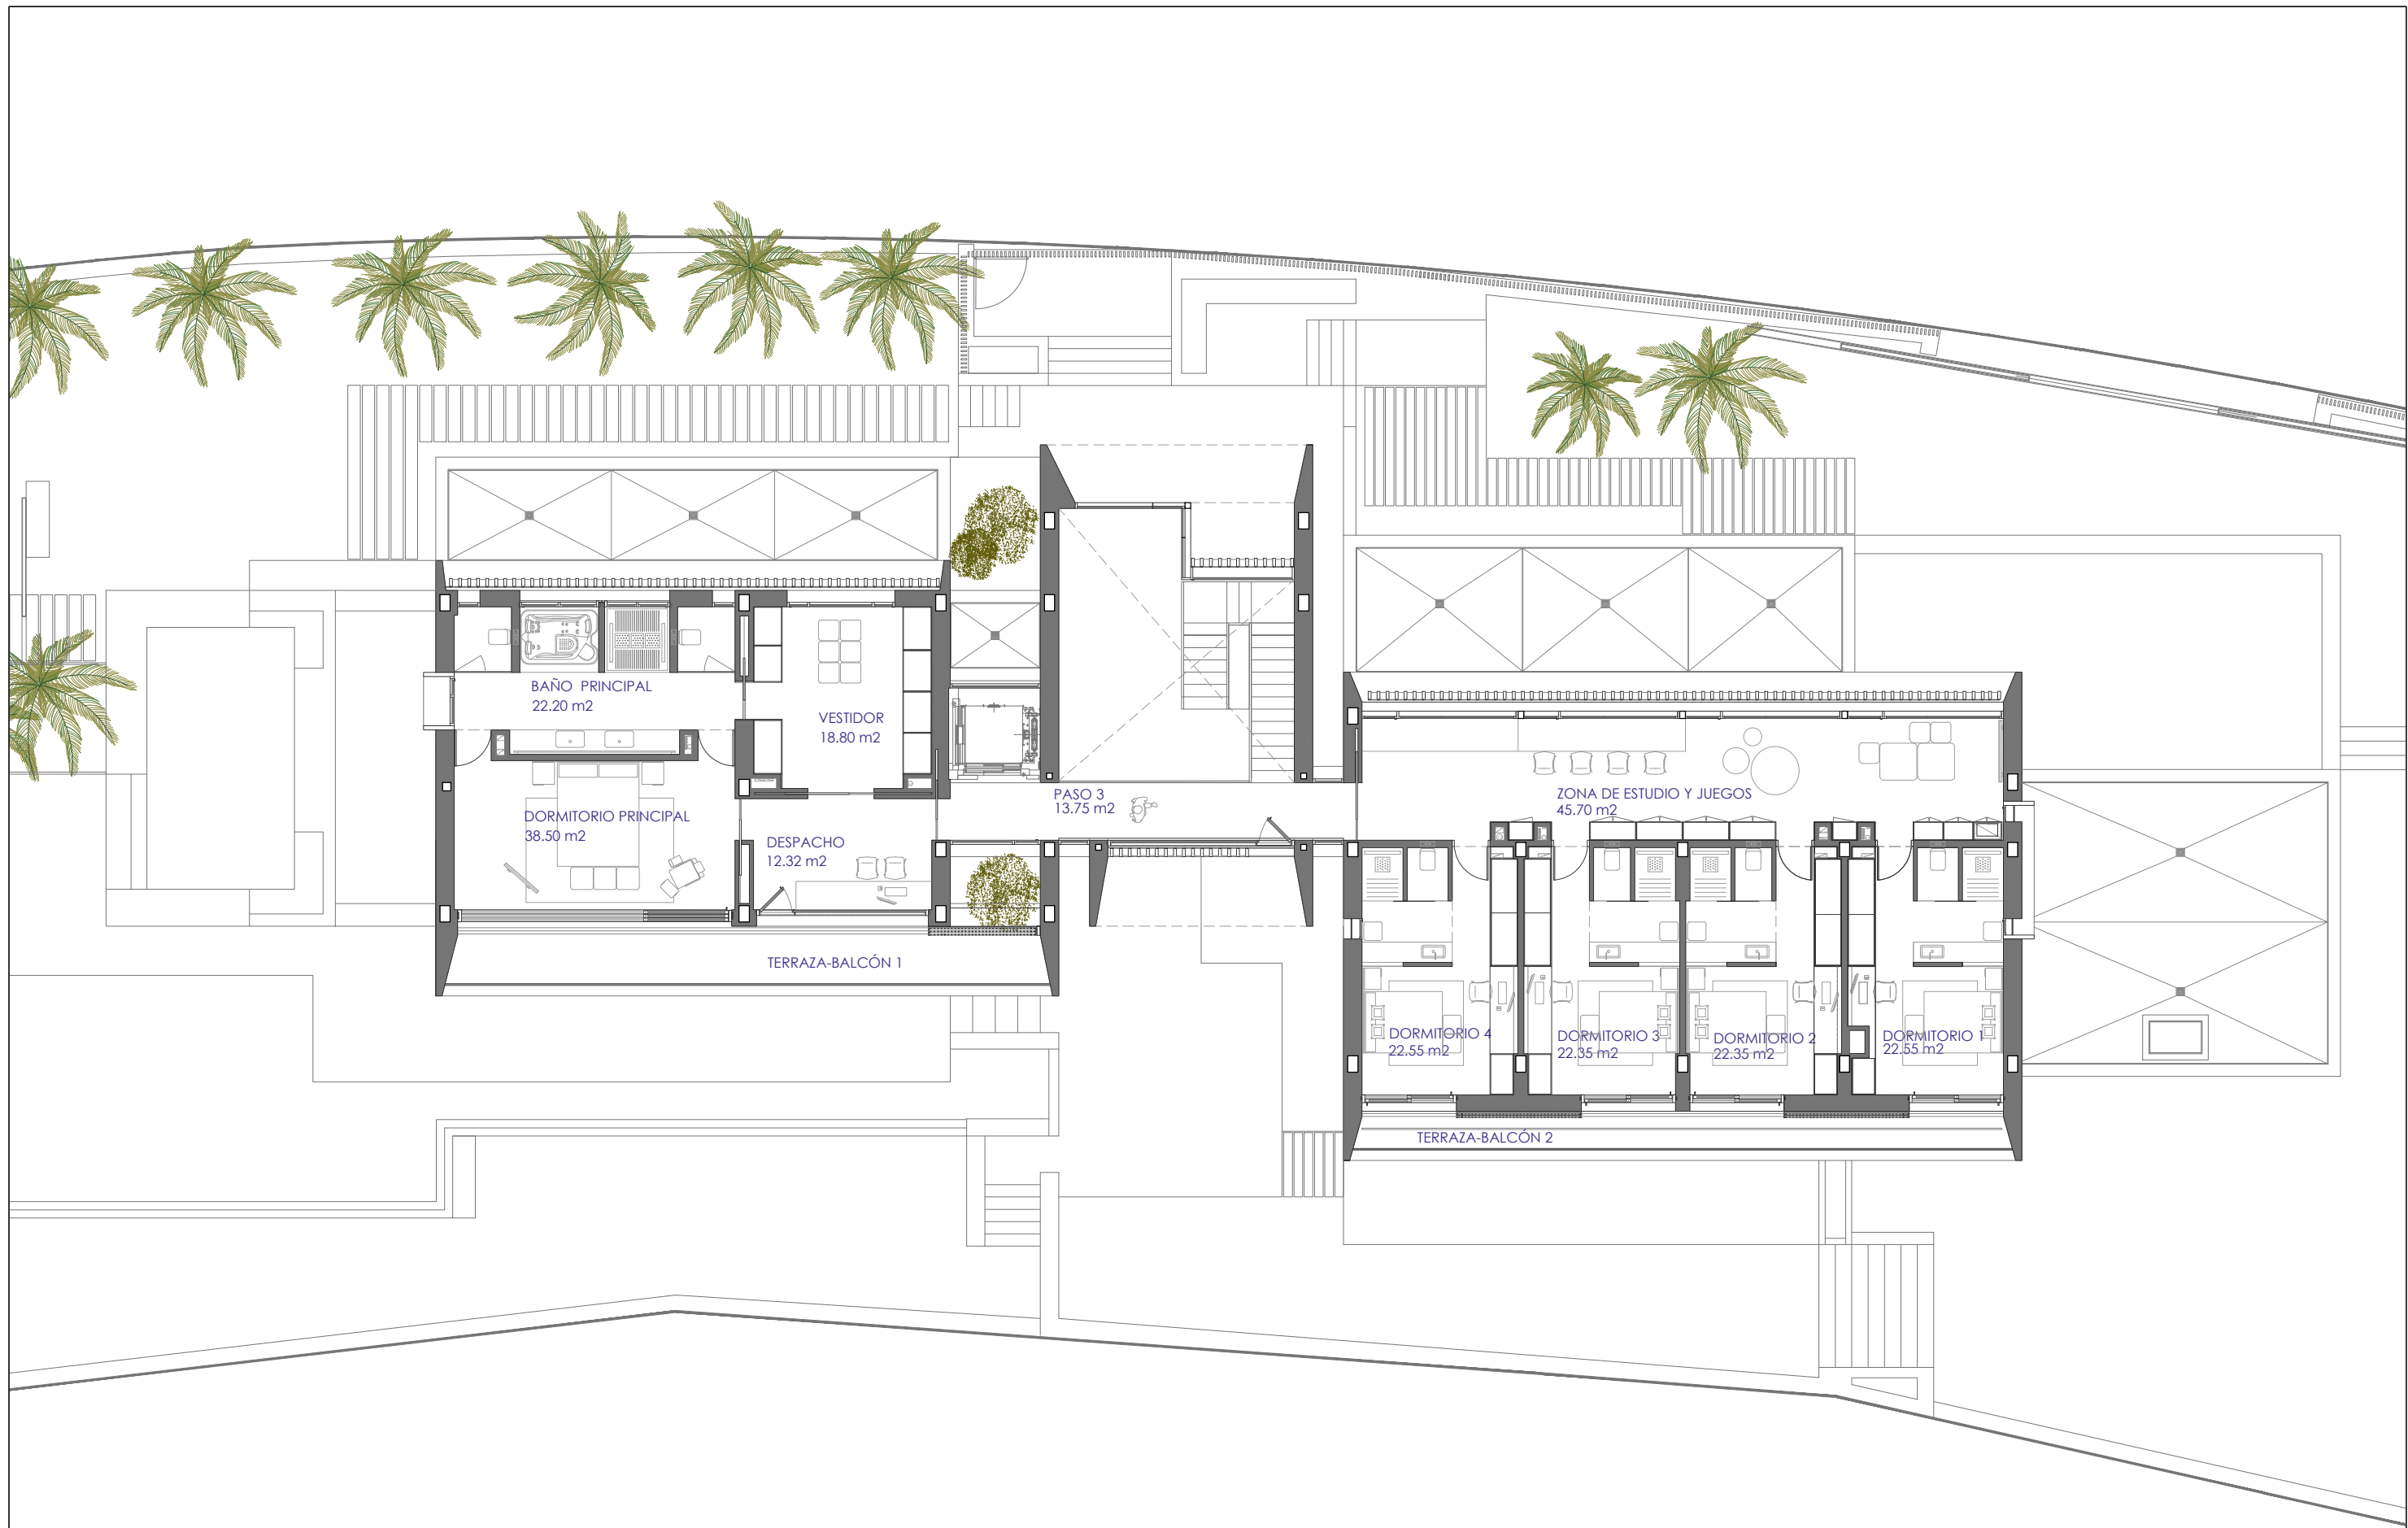 BAÑO PRINCIPAL
22.20 m2
VESTIDOR
18.80 m2
DORMITORIO PRINCIPAL
38.50 m2
DESPACHO
12.32 m2
PASO 3
13.75 m2
ZONA DE ESTUDIO Y JUEGOS
45.70 m2
TERRAZA-BALCÓN 1
DORMITORIO 4
22.55 m2
DORMITORIO 3
22.35 m2
DORMITORIO 2
22.35 m2
DORMITORIO 1
22.55 m2
TERRAZA-BALCÓN 2